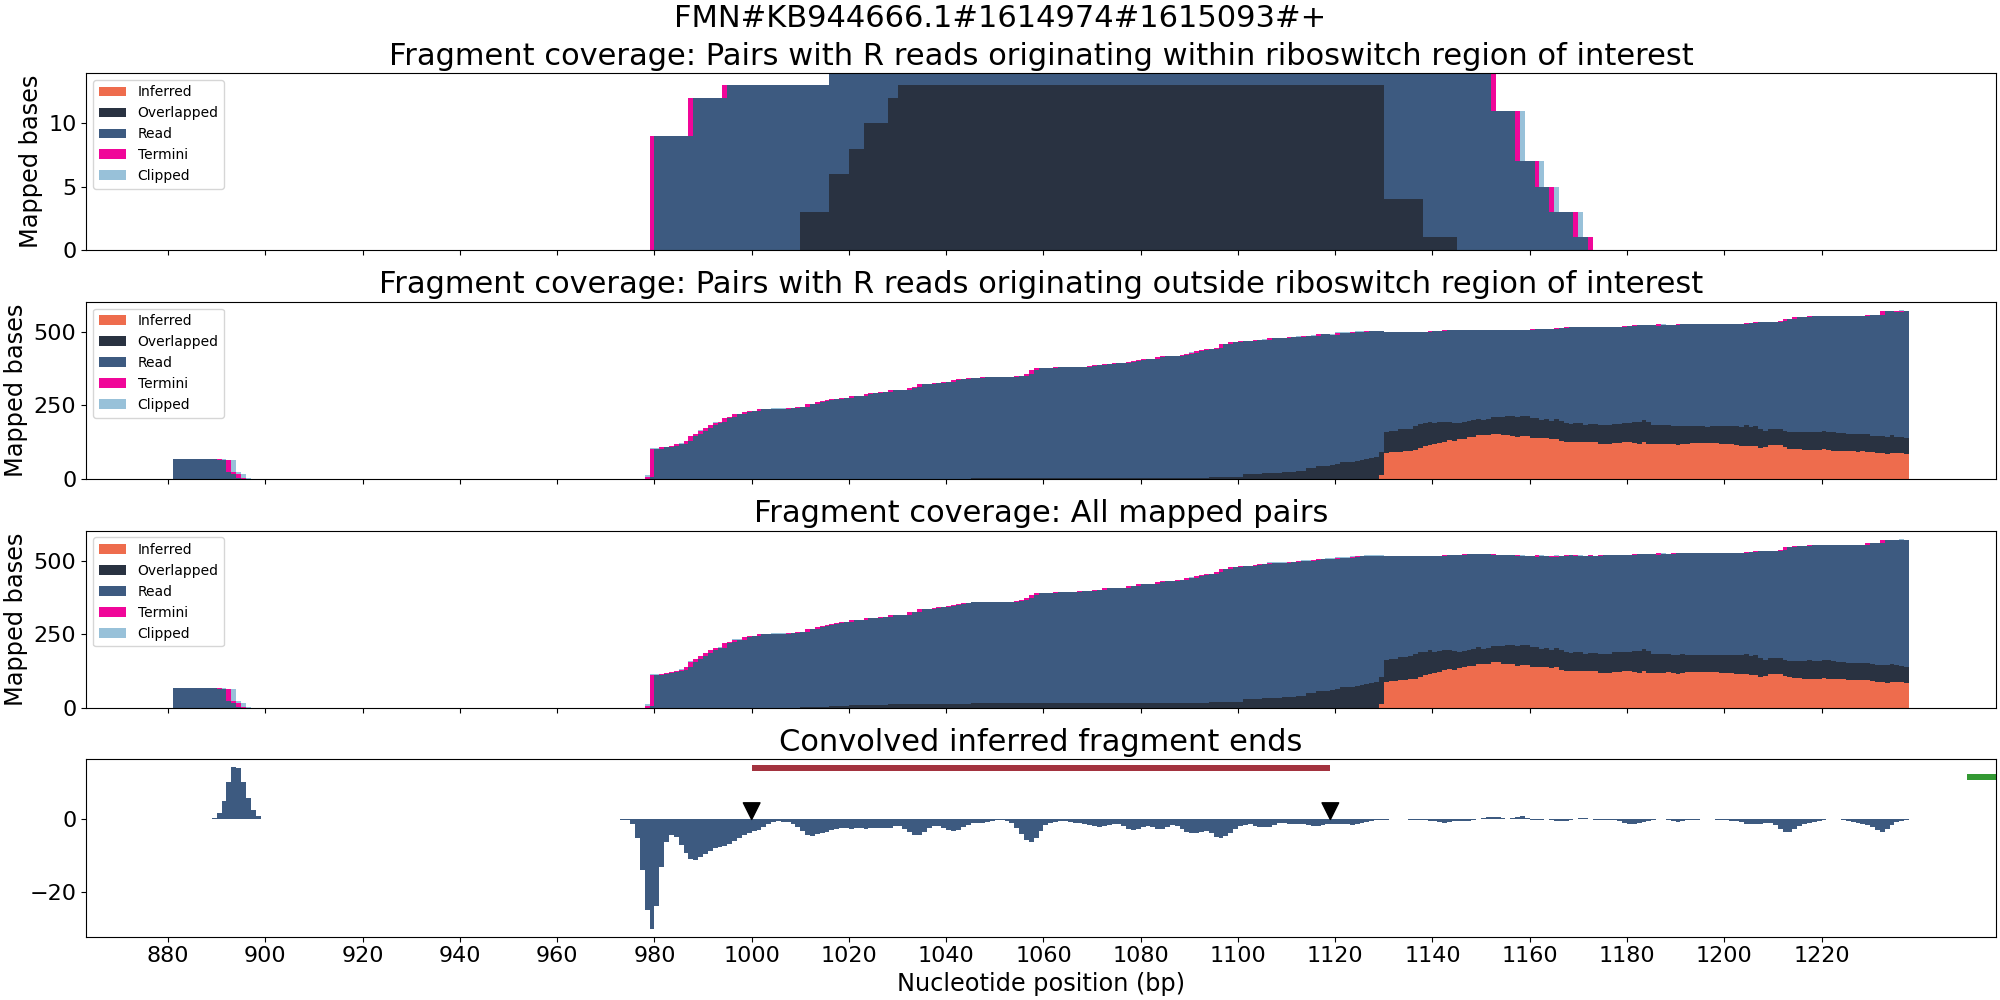 FMN#KB944666.1#1614974#1615093#+
Fragment coverage: Pairs with R reads originating within riboswitch region of interest
Mapped bases
10
5
0
Inferred
Overlapped
Read
Termini
Clipped
Fragment coverage: Pairs with R reads originating outside riboswitch region of interest
Mapped bases
500
250
0
Inferred
Overlapped
Read
Termini
Clipped
Fragment coverage: All mapped pairs
Mapped bases
500
250
0
Inferred
Overlapped
Read
Termini
Clipped
Convolved inferred fragment ends
0
−20
880 900 920 940 960 980 1000 1020 1040 1060 1080 1100 1120 1140 1160 1180 1200 1220
Nucleotide position (bp)